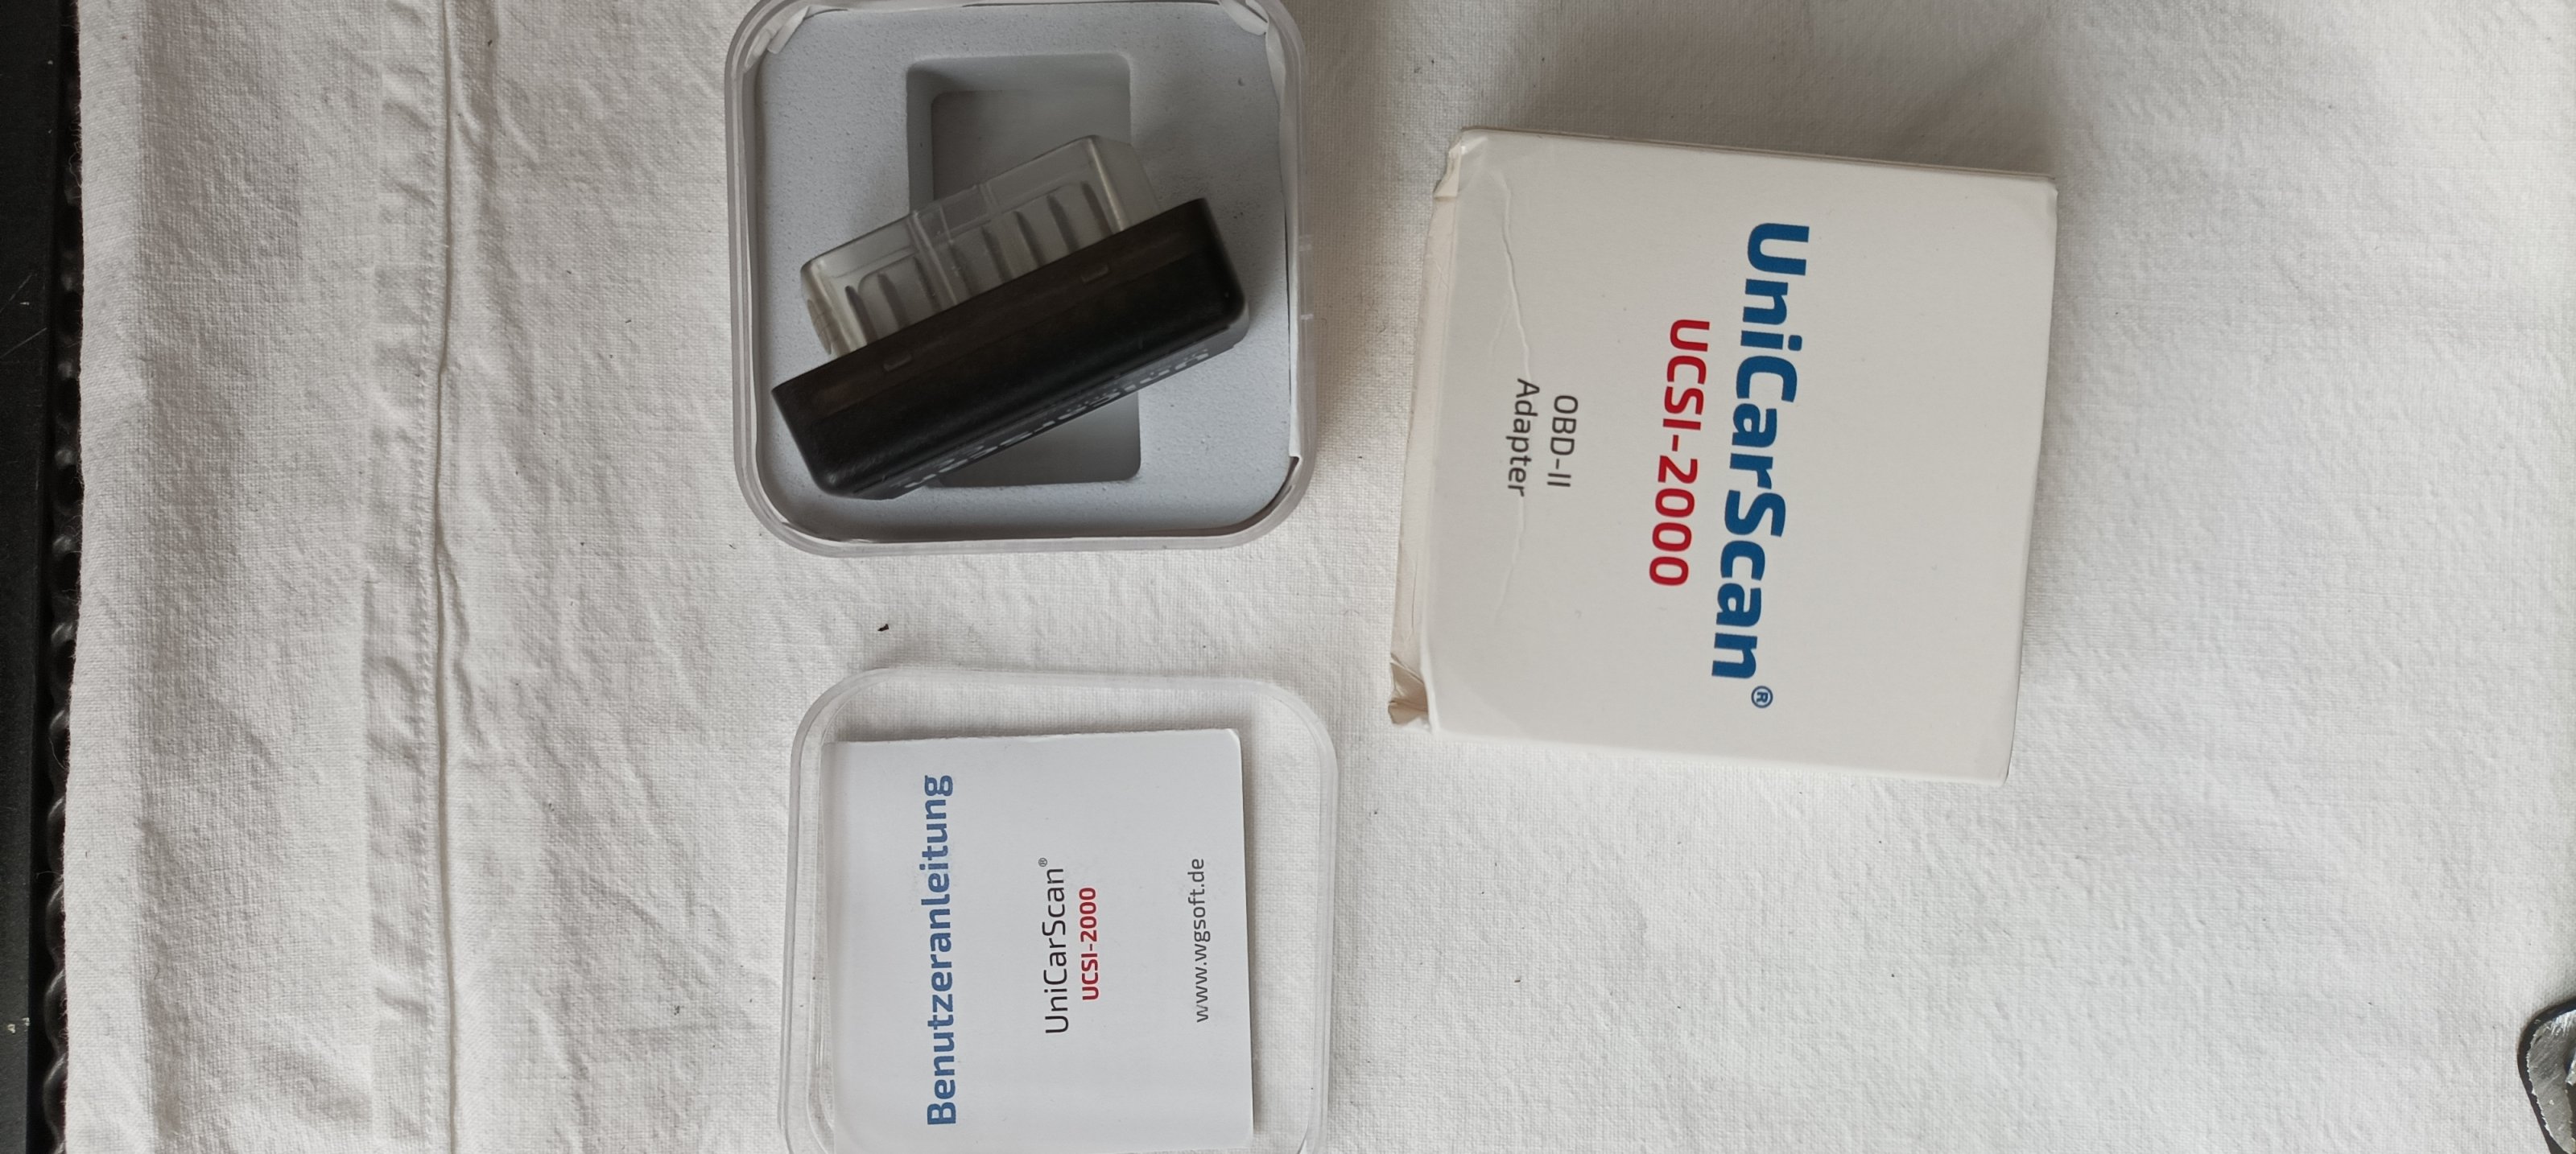 UniCarScan®
UCSI-2000
OBD-II
Adapter
Benutzeranleitung
UniCarScan®
UCSI-2000
www.wgsoft.de